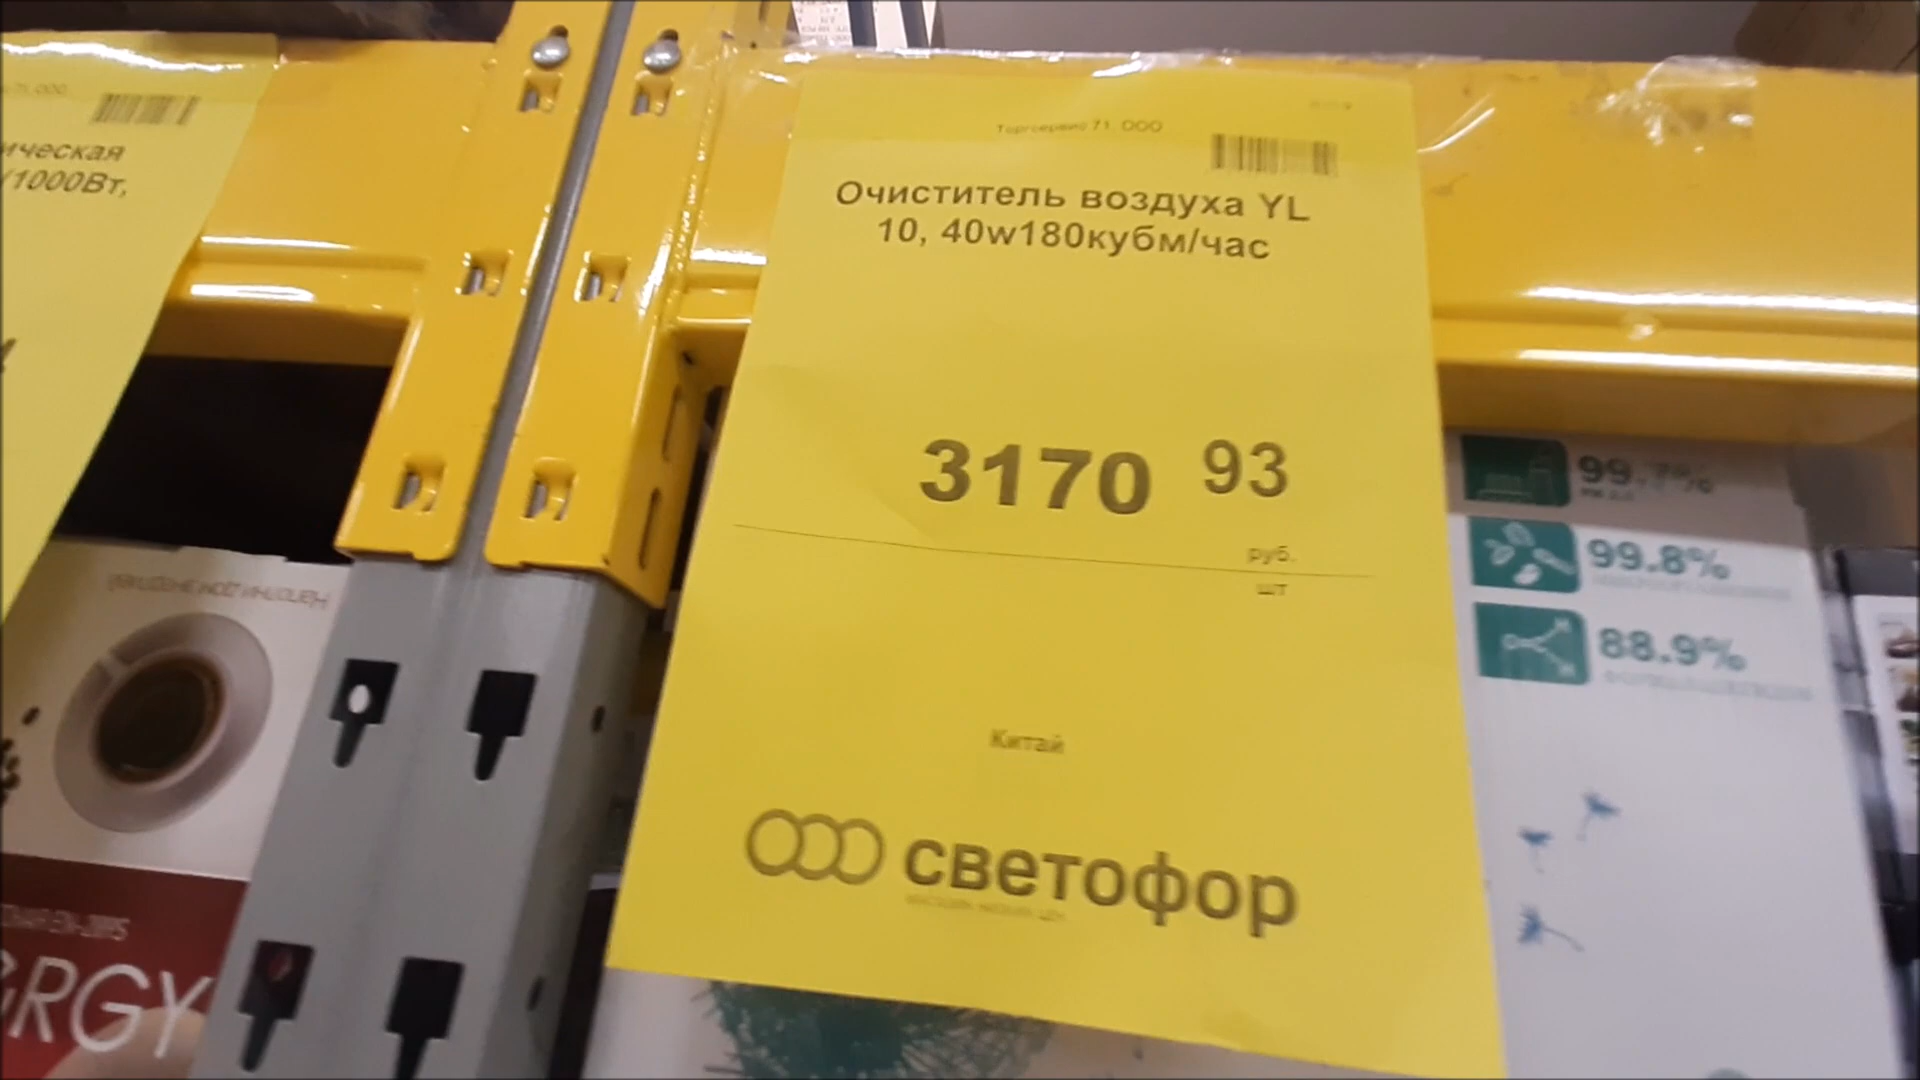 ическая
(1000Вт,
Торгсервис 71, ООО
Очиститель воздуха YL
10, 40w180кубм/час
3170 93
руб.
шт
Китай
светофор
99.8%
88.9%
RGY